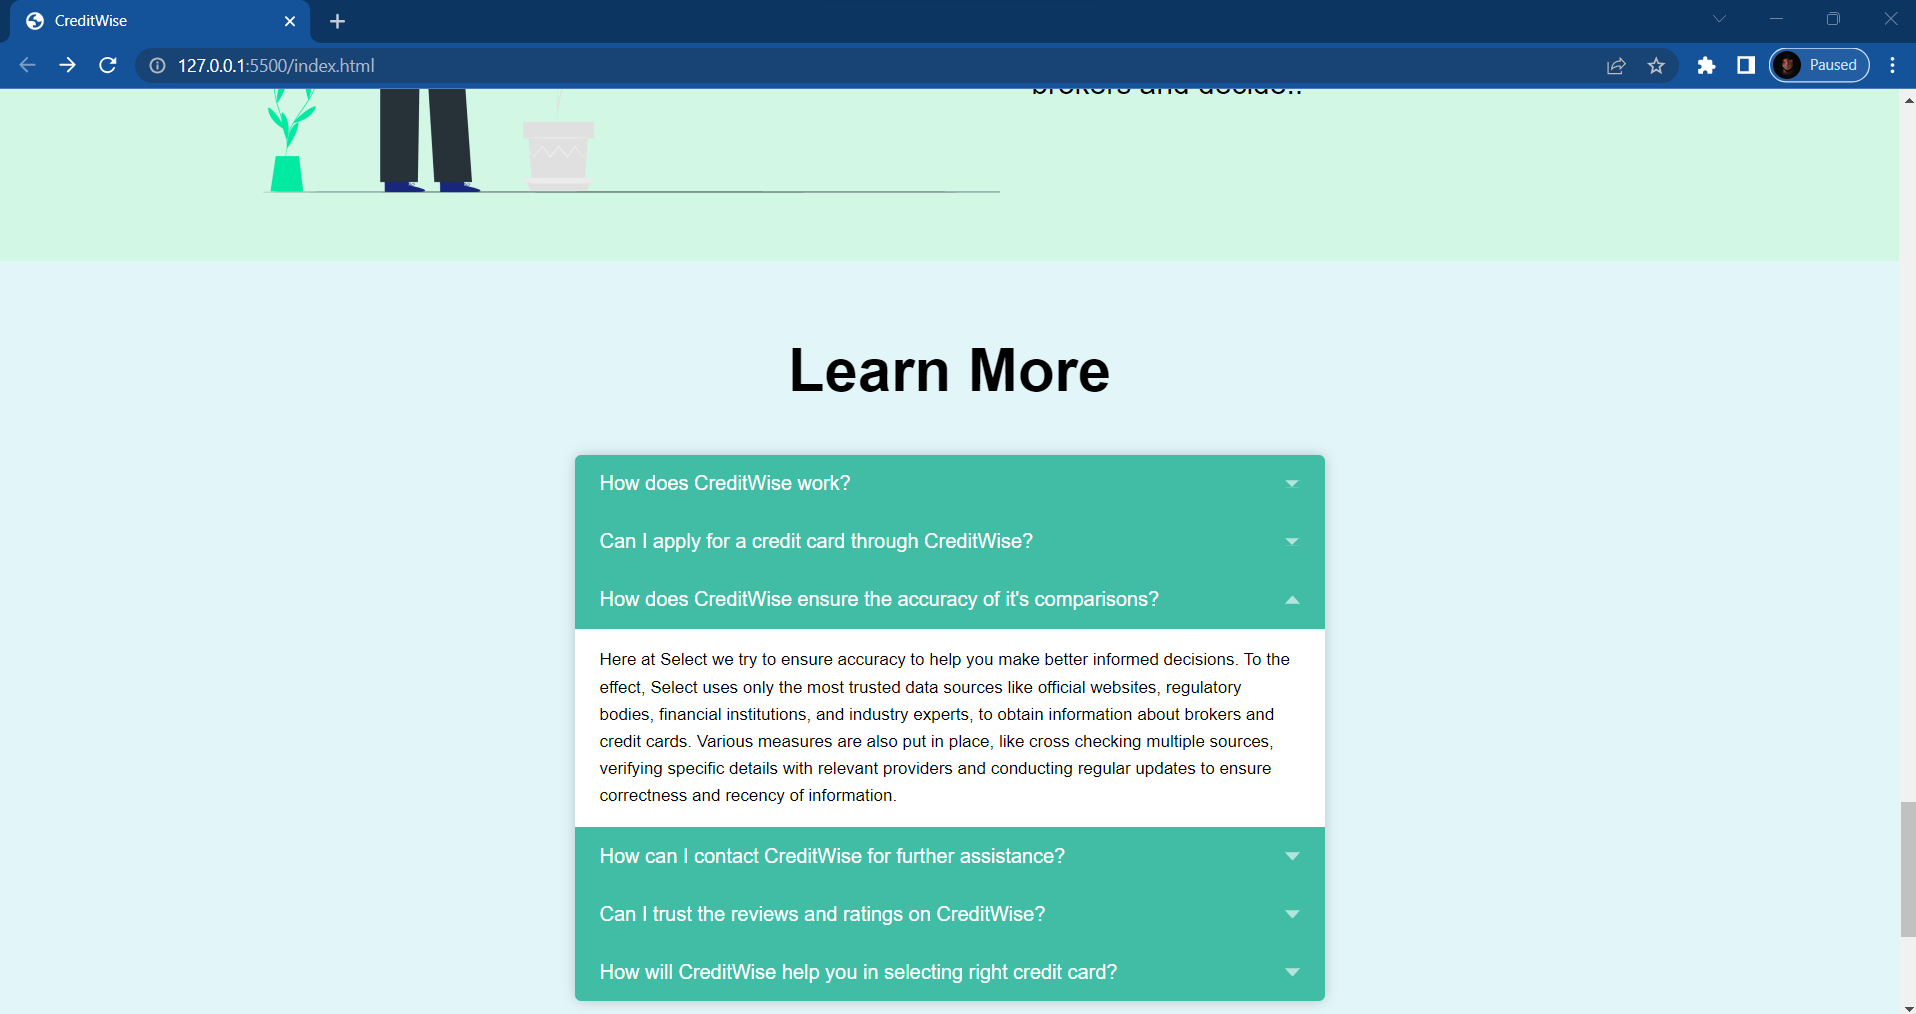 CreditWise
127.0.0.1:5500/index.html
Paused
brokers and decide..
Learn More
How does CreditWise work?
Can I apply for a credit card through CreditWise?
How does CreditWise ensure the accuracy of it's comparisons?
Here at Select we try to ensure accuracy to help you make better informed decisions. To the
effect, Select uses only the most trusted data sources like official websites, regulatory
bodies, financial institutions, and industry experts, to obtain information about brokers and
credit cards. Various measures are also put in place, like cross checking multiple sources,
verifying specific details with relevant providers and conducting regular updates to ensure
correctness and recency of information.
How can I contact CreditWise for further assistance?
Can I trust the reviews and ratings on CreditWise?
How will CreditWise help you in selecting right credit card?